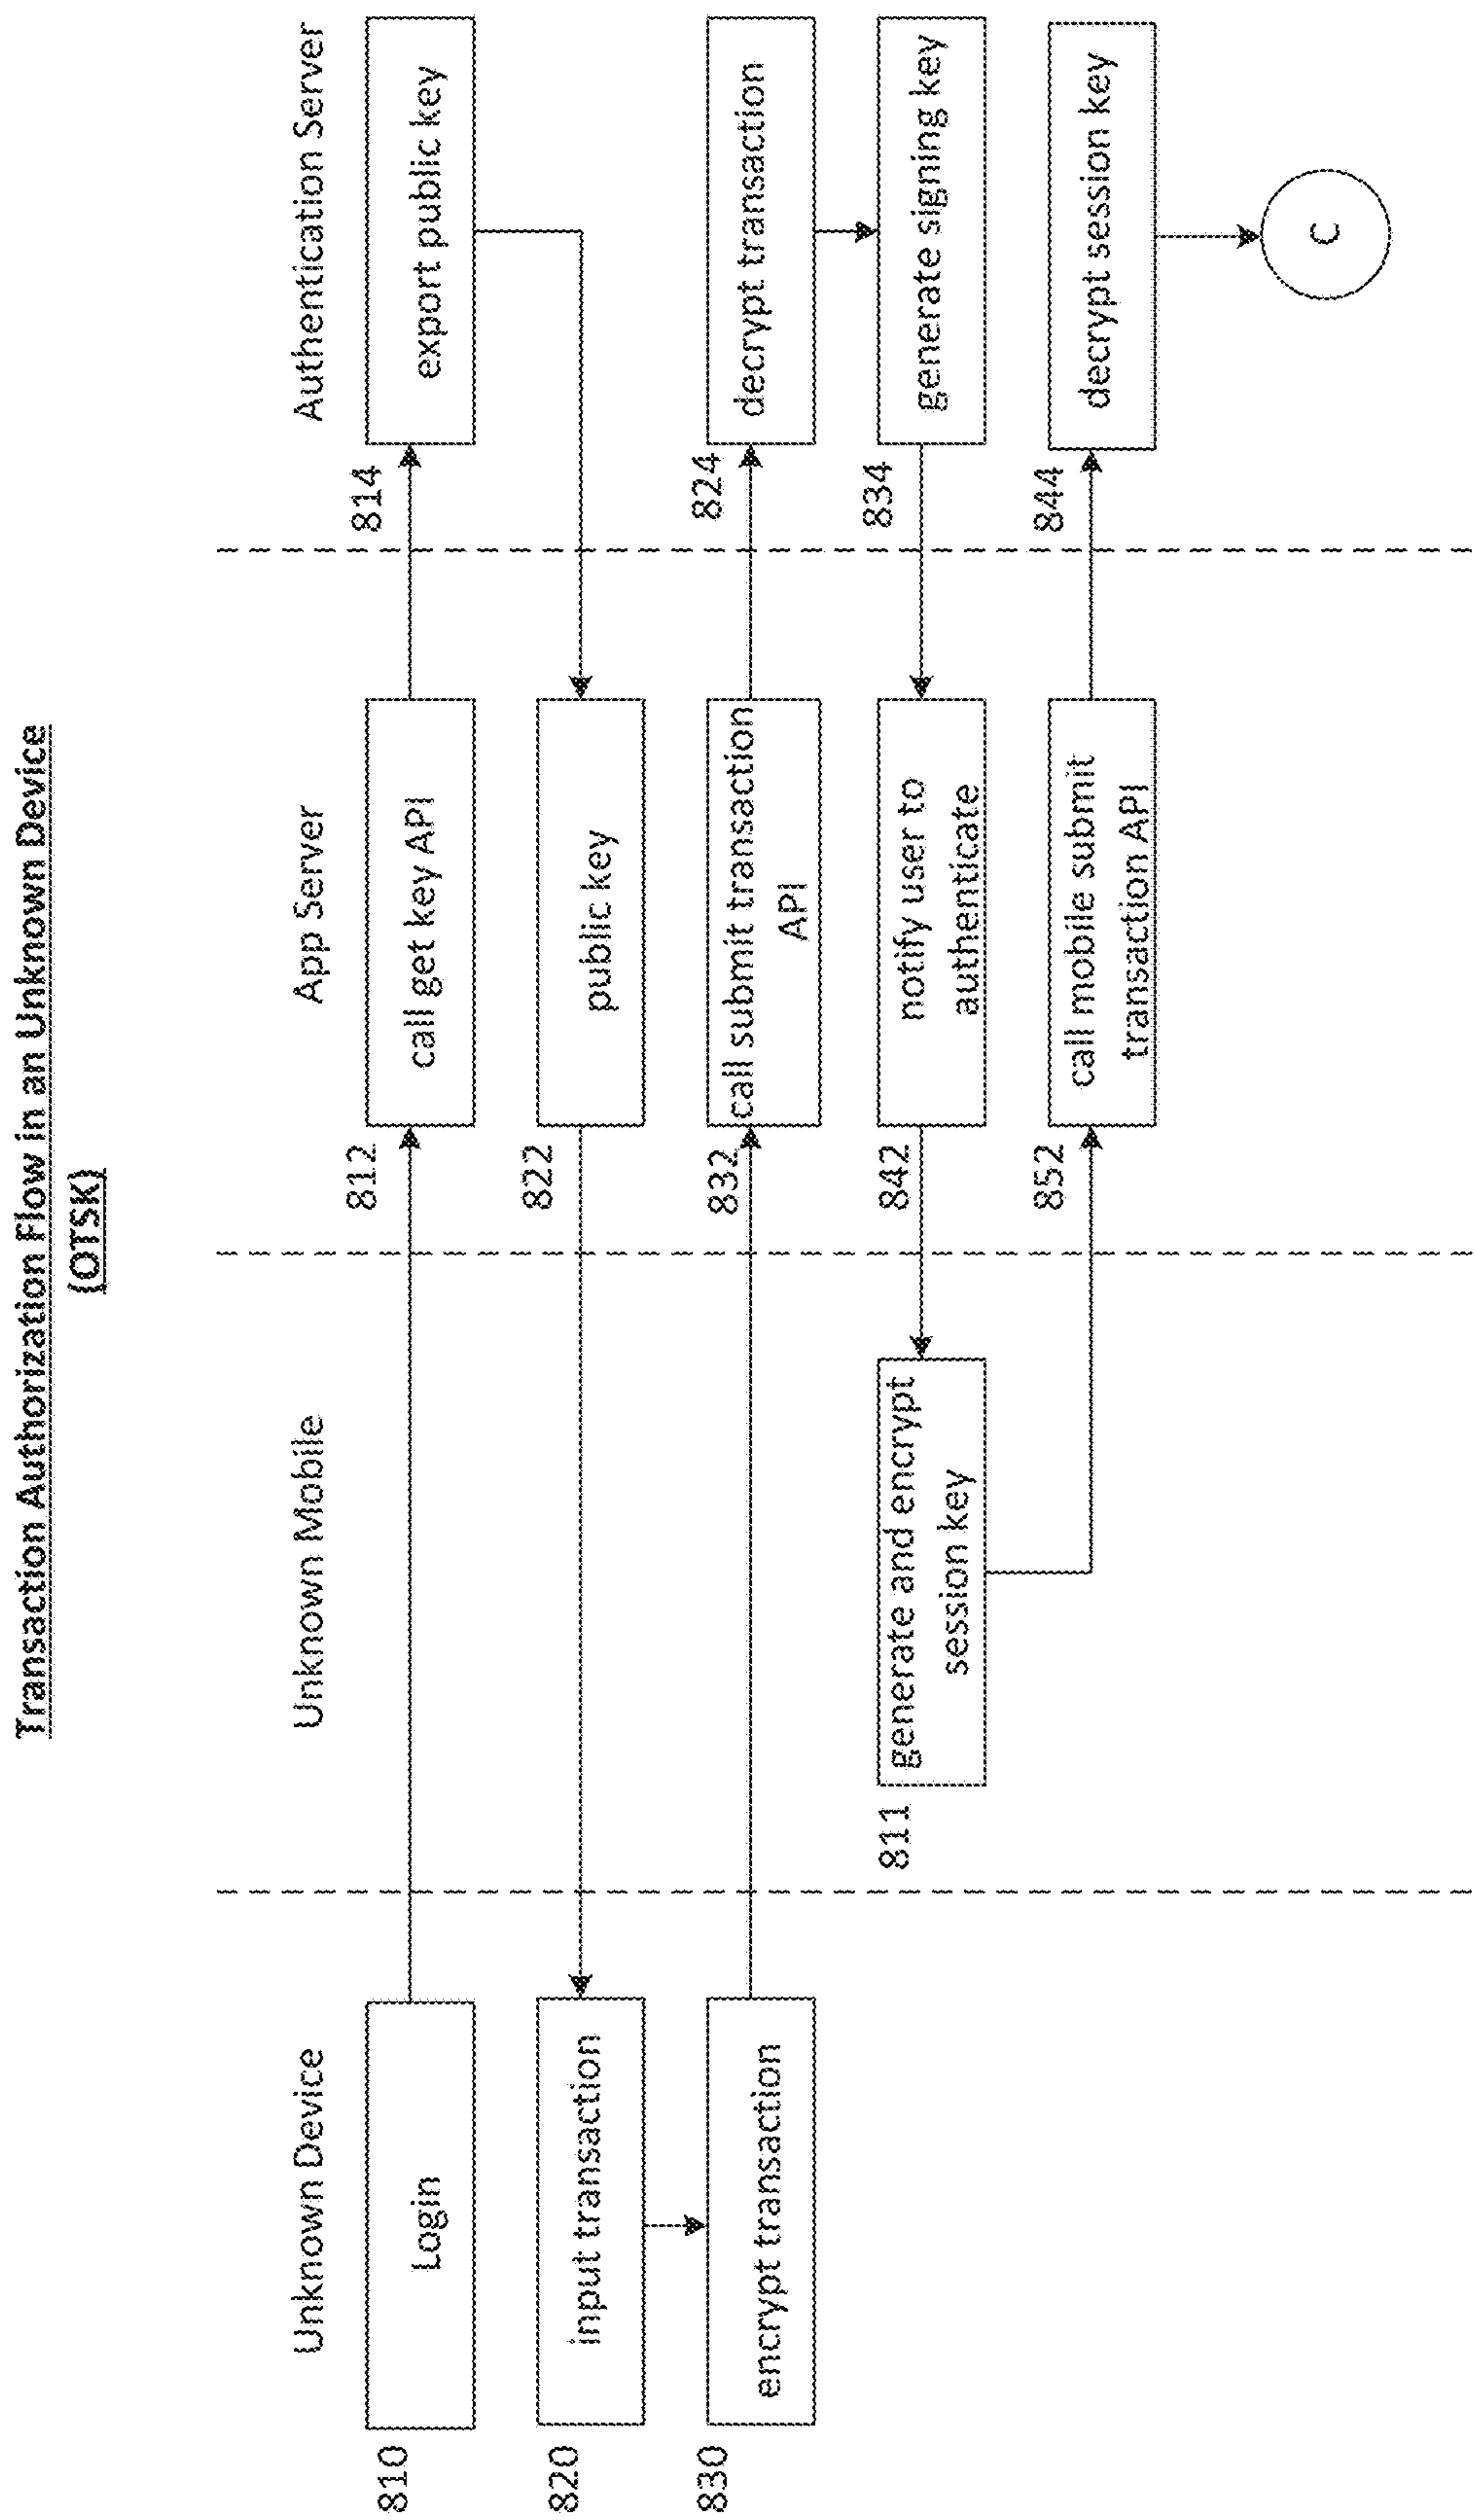 Transaction Authorization Flow in an Unknown Device
(OTSK)
Unknown Device
Unknown Mobile
App Server
Authentication Server
810
Login
812
call get key API
814
export public key
820
input transaction
822
public key
830
encrypt transaction
832
call submit transaction
API
824
decrypt transaction
811
generate and encrypt
session key
842
notify user to
authenticate
834
generate signing key
852
call mobile submit
transaction API
844
decrypt session key
C